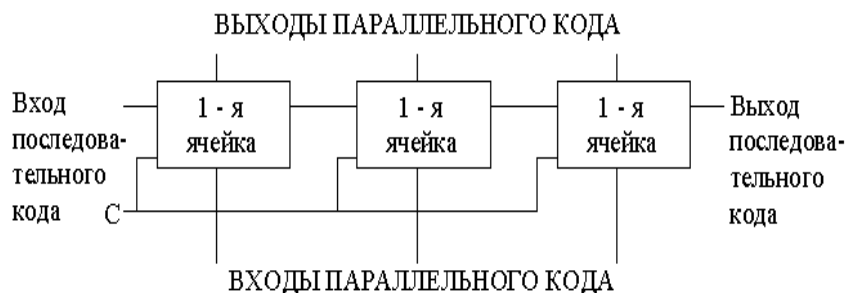 ВЫХОДЫ ПАРАЛЛЕЛЬНОГО КОДА
Вход
последова-
тельного
кода
C
1 - я
ячейка
1 - я
ячейка
1 - я
ячейка
Выход
последова-
тельного
кода
ВХОДЫ ПАРАЛЛЕЛЬНОГО КОДА